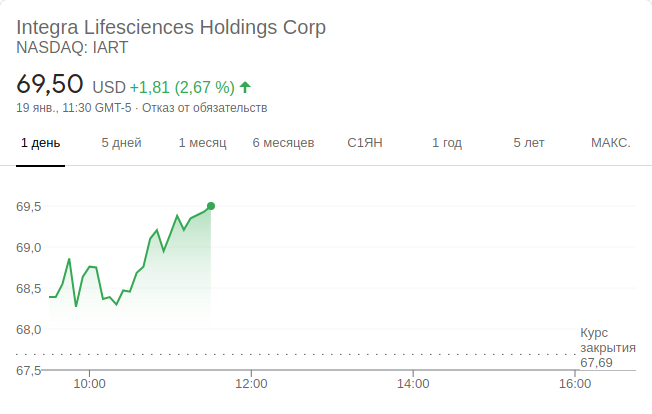 Integra Lifesciences Holdings Corp
NASDAQ: IART
69,50 USD +1,81 (2,67 %)
19 янв., 11:30 GMT-5 · Отказ от обязательств
1 день 5 дней 1 месяц 6 месяцев С1ЯН 1 год 5 лет МАКС.
69,5
69,0
68,5
68,0
Курс
закрытия
67,69
67,5
10:00 12:00 14:00 16:00